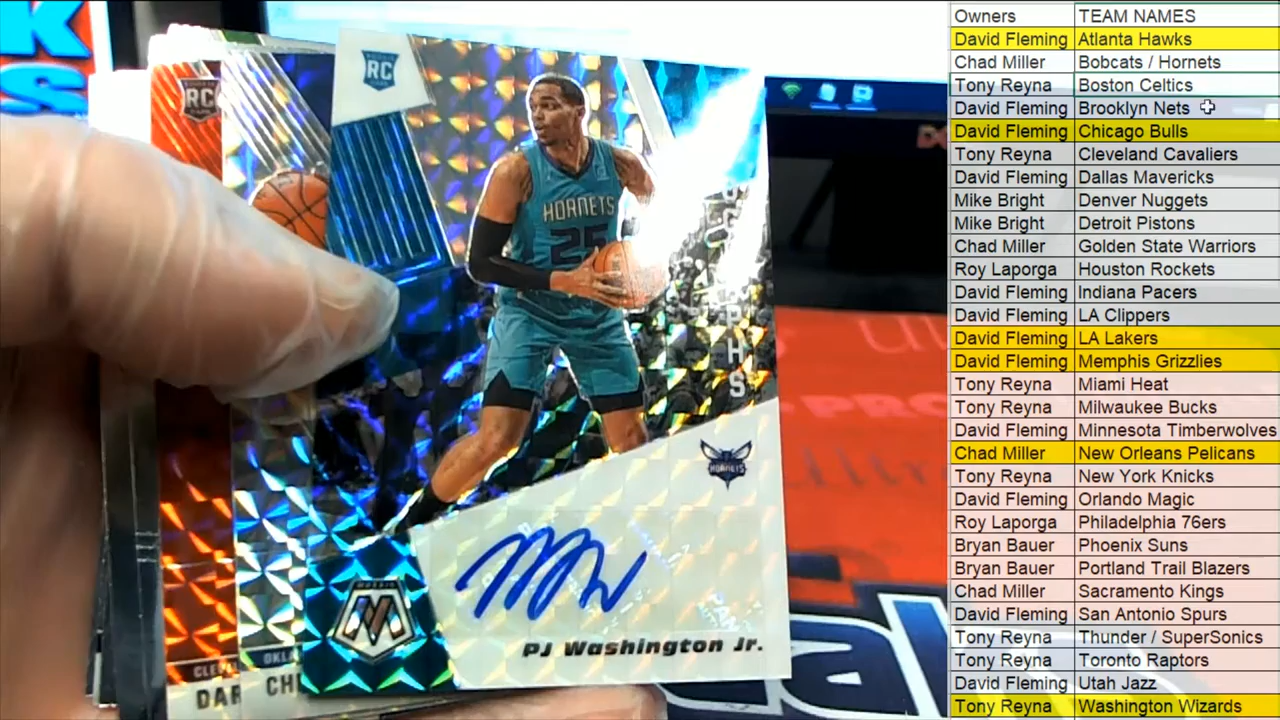 RC
RC
HORNETS
25
PHS
HORNETS
MOSAIC
PJ Washington Jr.
CLE
OKLA
DAR
CH
Owners TEAM NAMES
David Fleming Atlanta Hawks
Chad Miller Bobcats / Hornets
Tony Reyna Boston Celtics
David Fleming Brooklyn Nets
David Fleming Chicago Bulls
Tony Reyna Cleveland Cavaliers
David Fleming Dallas Mavericks
Mike Bright Denver Nuggets
Mike Bright Detroit Pistons
Chad Miller Golden State Warriors
Roy Laporga Houston Rockets
David Fleming Indiana Pacers
David Fleming LA Clippers
David Fleming LA Lakers
David Fleming Memphis Grizzlies
Tony Reyna Miami Heat
Tony Reyna Milwaukee Bucks
David Fleming Minnesota Timberwolves
Chad Miller New Orleans Pelicans
Tony Reyna New York Knicks
David Fleming Orlando Magic
Roy Laporga Philadelphia 76ers
Bryan Bauer Phoenix Suns
Bryan Bauer Portland Trail Blazers
Chad Miller Sacramento Kings
David Fleming San Antonio Spurs
Tony Reyna Thunder / SuperSonics
Tony Reyna Toronto Raptors
David Fleming Utah Jazz
Tony Reyna Washington Wizards